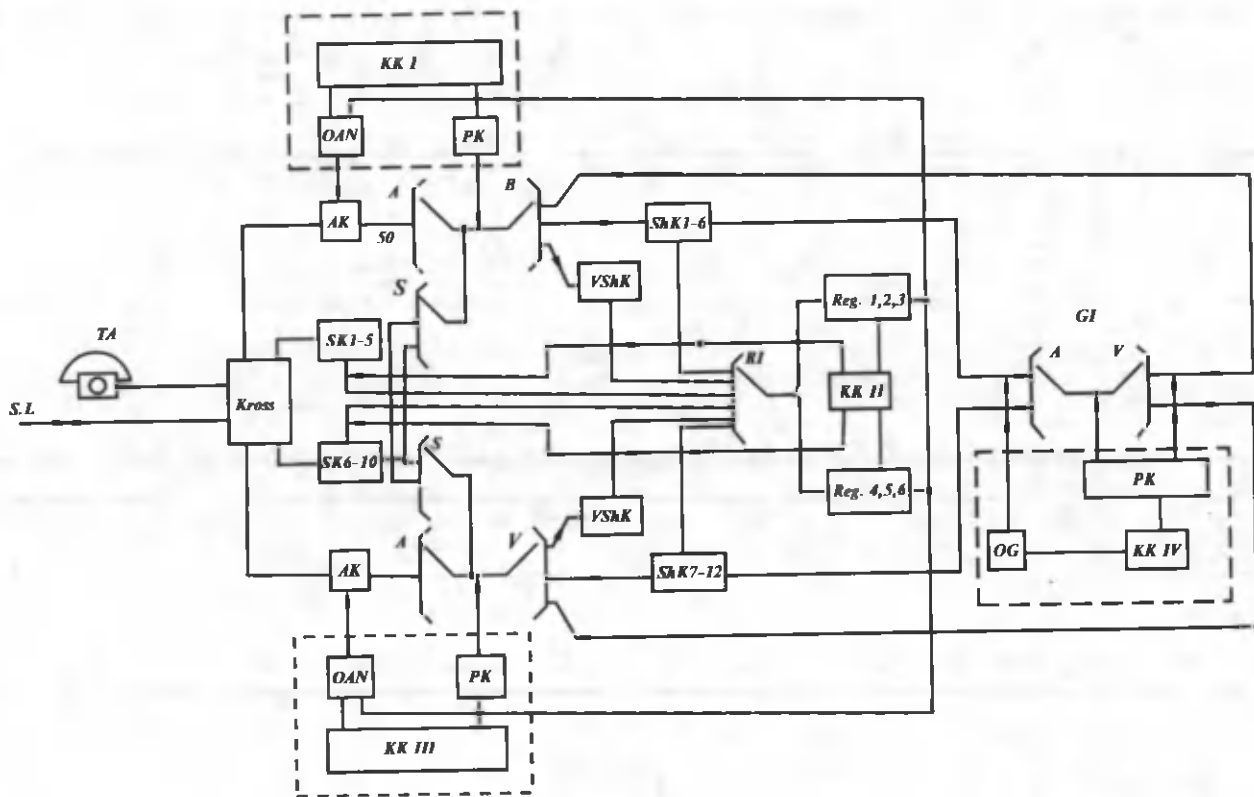 KK I
OAN
PK
A
B
AK
50
ShK1-6
VShK
S
Reg. 1,2,3
GI
TA
SK1-5
RI
A
V
Kross
KK II
S.L
SK6-10
S
PK
Reg. 4,5,6
VShK
A
V
OG
KK IV
AK
ShK7-12
OAN
PK
KK III